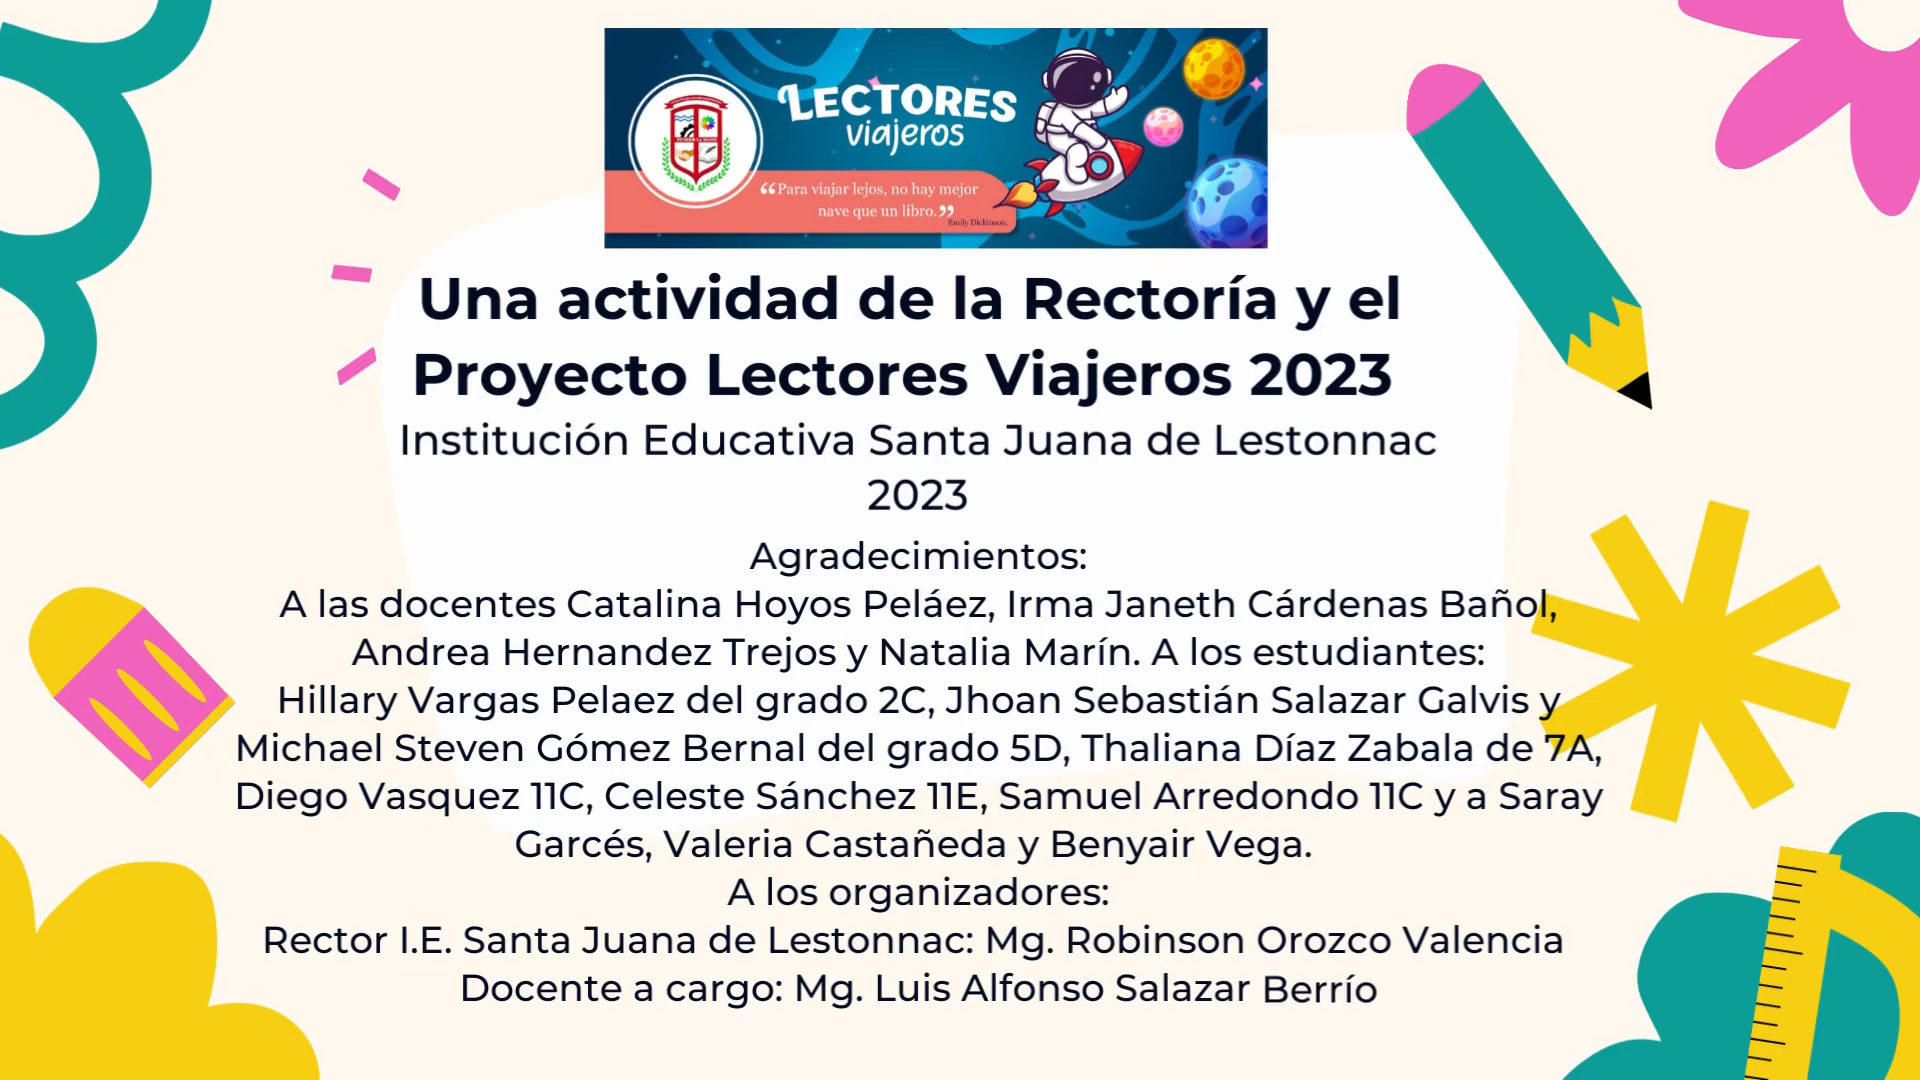 LECTORES
viajeros
“Para viajar lejos, no hay mejor
nave que un libro.”
Emily Dickinson.
Una actividad de la Rectoría y el
Proyecto Lectores Viajeros 2023
Institución Educativa Santa Juana de Lestonnac
2023
Agradecimientos:
A las docentes Catalina Hoyos Peláez, Irma Janeth Cárdenas Bañol,
Andrea Hernandez Trejos y Natalia Marín. A los estudiantes:
Hillary Vargas Pelaez del grado 2C, Jhoan Sebastián Salazar Galvis y
Michael Steven Gómez Bernal del grado 5D, Thaliana Díaz Zabala de 7A,
Diego Vasquez 11C, Celeste Sánchez 11E, Samuel Arredondo 11C y a Saray
Garcés, Valeria Castañeda y Benyair Vega.
A los organizadores:
Rector I.E. Santa Juana de Lestonnac: Mg. Robinson Orozco Valencia
Docente a cargo: Mg. Luis Alfonso Salazar Berrío